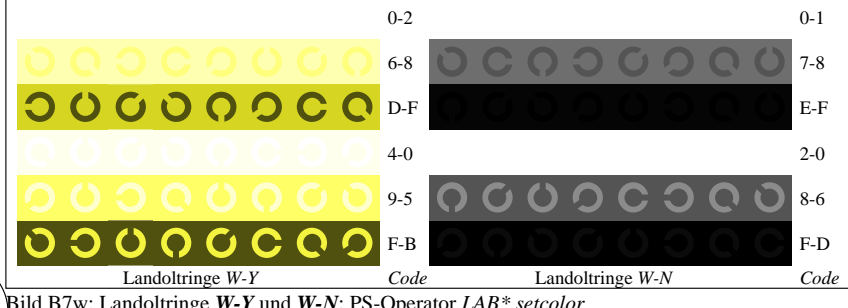 0-2 0-1
6-8 7-8
D-F E-F
4-0 2-0
9-5 8-6
F-B F-D
Landoltringe W-Y Code Landoltringe W-N Code
Bild B7w: Landoltringe W-Y und W-N; PS-Operator LAB* setcolor